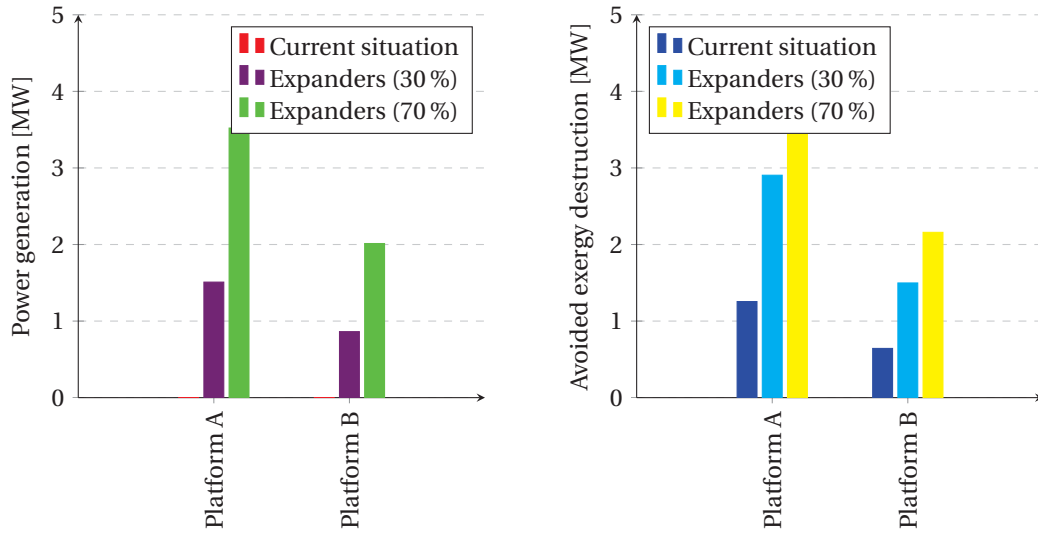 Power generation [MW]
5
4
3
2
1
0
Current situation
Expanders (30 %)
Expanders (70 %)
Platform A
Platform B
Avoided exergy destruction [MW]
5
4
3
2
1
0
Current situation
Expanders (30 %)
Expanders (70 %)
Platform A
Platform B